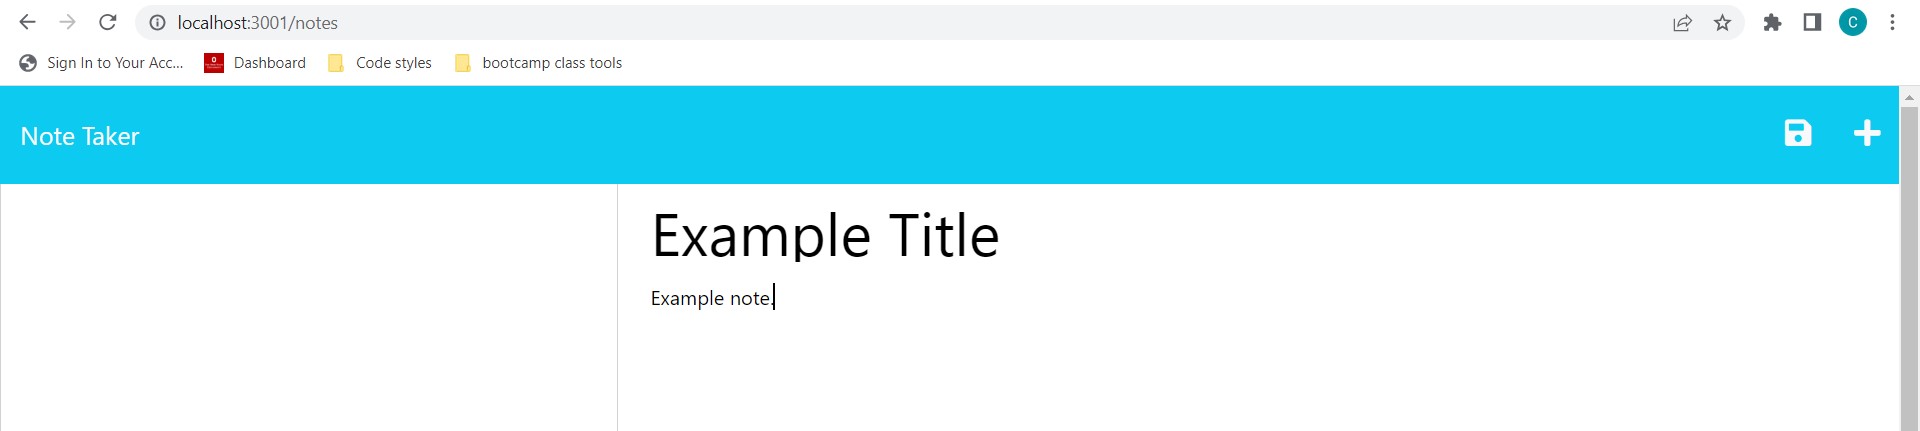 localhost:3001/notes
C
Sign In to Your Acc... Dashboard Code styles bootcamp class tools
Note Taker
Example Title
Example note.